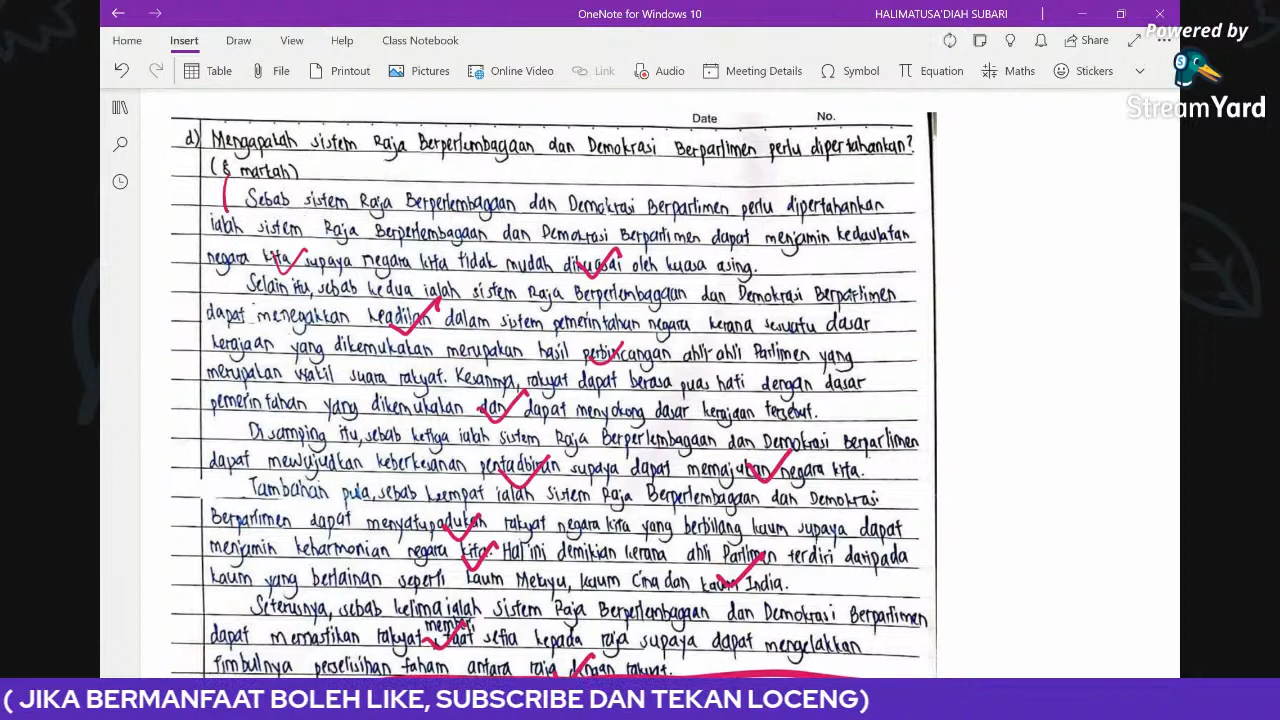 OneNote for Windows 10
HALIMATUSA'DIAH SUBARI
Powered by
StreamYard
Home Insert Draw View Help Class Notebook
Share
Table File Printout Pictures Online Video Link Audio Meeting Details Symbol Equation Maths Stickers
Date No.
d) Mengapakah sistem Raja Berperlembagaan dan Demokrasi Berparlimen perlu dipertahankan?
(8 markah)
Sebab sistem Raja Berperlembagaan dan Demokrasi Berparlimen perlu dipertahankan
ialah sistem Raja Berperlembagaan dan Demokrasi Berparlimen dapat menjamin kedaulatan
negara kita supaya negara kita tidak mudah dikuasai oleh kuasa asing.
Selain itu, sebab kedua ialah sistem Raja Berperlembagaan dan Demokrasi Berparlimen
dapat menegakkan keadilan dalam sistem pemerintahan negara kerana sesuatu dasar
kerajaan yang dikemukakan merupakan hasil perbincangan ahli-ahli Parlimen yang
merupakan wakil suara rakyat. Kesannya, rakyat dapat berasa puas hati dengan dasar
pemerintahan yang dikemukakan dan dapat menyokong dasar kerajaan tersebut.
Di samping itu, sebab ketiga ialah sistem Raja Berperlembagaan dan Demokrasi Berparlimen
dapat mewujudkan keberkesanan pentadbiran supaya dapat memajukan negara kita.
Tambahan pula, sebab keempat ialah sistem Raja Berperlembagaan dan Demokrasi
Berparlimen dapat menyatupadukan rakyat negara kita yang berbilang kaum supaya dapat
menjamin keharmonian negara kita. Hal ini demikian kerana ahli Parlimen terdiri daripada
kaum yang berlainan seperti kaum Melayu, kaum Cina dan kaum India.
Seterusnya, sebab kelima ialah sistem Raja Berperlembagaan dan Demokrasi Berparlimen
dapat memastikan rakyat taat setia kepada raja supaya dapat mengelakkan
timbulnya perselisihan faham antara raja dengan rakyat.
( JIKA BERMANFAAT BOLEH LIKE, SUBSCRIBE DAN TEKAN LOCENG)